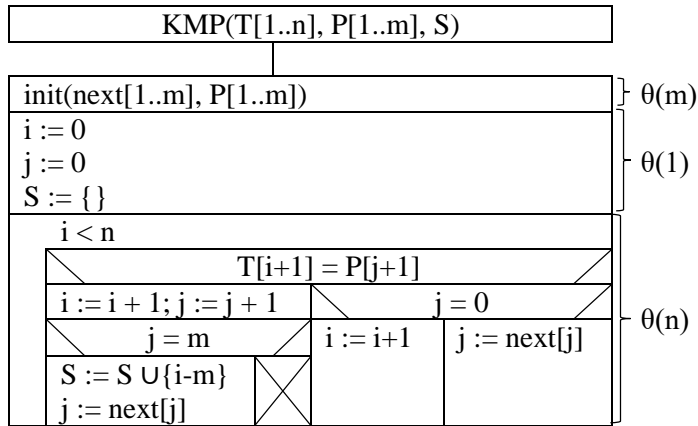 KMP(T[1..n], P[1..m], S)
init(next[1..m], P[1..m])
θ(m)
i := 0
j := 0
S := { }
θ(1)
i < n
T[i+1] = P[j+1]
i := i + 1; j := j + 1
j = 0
j = m
i := i+1
j := next[j]
S := S ∪{i-m}
j := next[j]
θ(n)